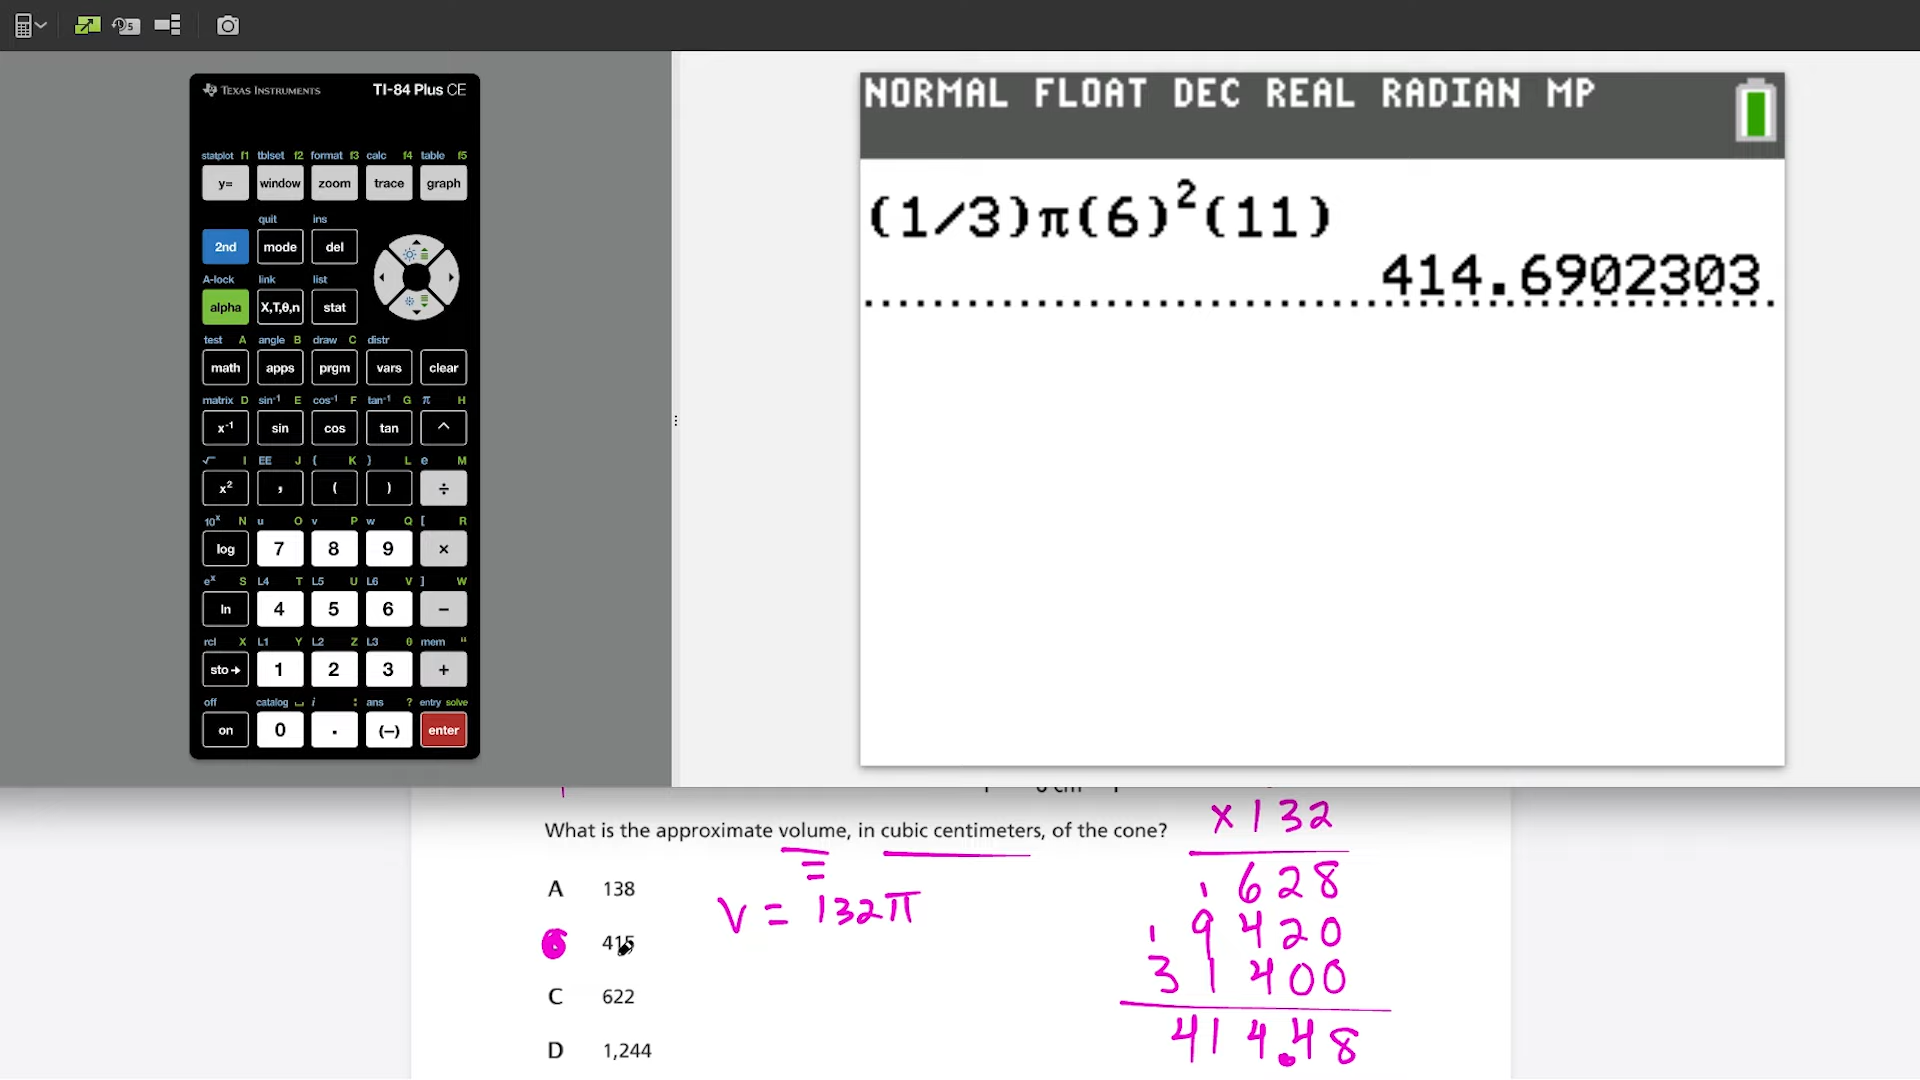 TEXAS INSTRUMENTS TI-84 Plus CE
statplot f1 tblset f2 format f3 calc f4 table f5
y= window zoom trace graph
quit ins
2nd mode del
A-lock link list
alpha X,T,θ,n stat
test A angle B draw C distr
math apps prgm vars clear
matrix D sin⁻¹ E cos⁻¹ F tan⁻¹ G π H
x⁻¹ sin cos tan ^
√ I EE J { K } L e M
x² , ( ) ÷
10ˣ N u O v P w Q [ R
log 7 8 9 ×
eˣ S L4 T L5 U L6 V ] W
ln 4 5 6 −
rcl X L1 Y L2 Z L3 θ mem "
sto→ 1 2 3 +
off catalog i : ans ? entry solve
on 0 . (−) enter
NORMAL FLOAT DEC REAL RADIAN MP
(1/3)π(6)²(11)
414.6902303
x 132
What is the approximate volume, in cubic centimeters, of the cone?
A 138
V = 132π
415
C 622
D 1,244
1 628
1 9420
31400
414.48